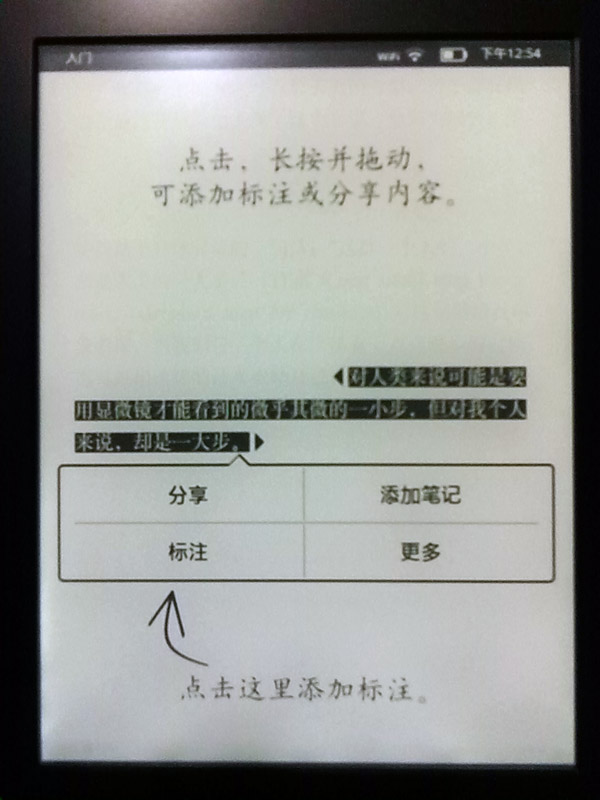 入门 WiFi 下午12:54
点击、长按并拖动，
可添加标注或分享内容。
对人类来说可能是要
用显微镜才能看到的微乎其微的一小步，但对我个人
来说，却是一大步。
分享 添加笔记
标注 更多
点击这里添加标注。